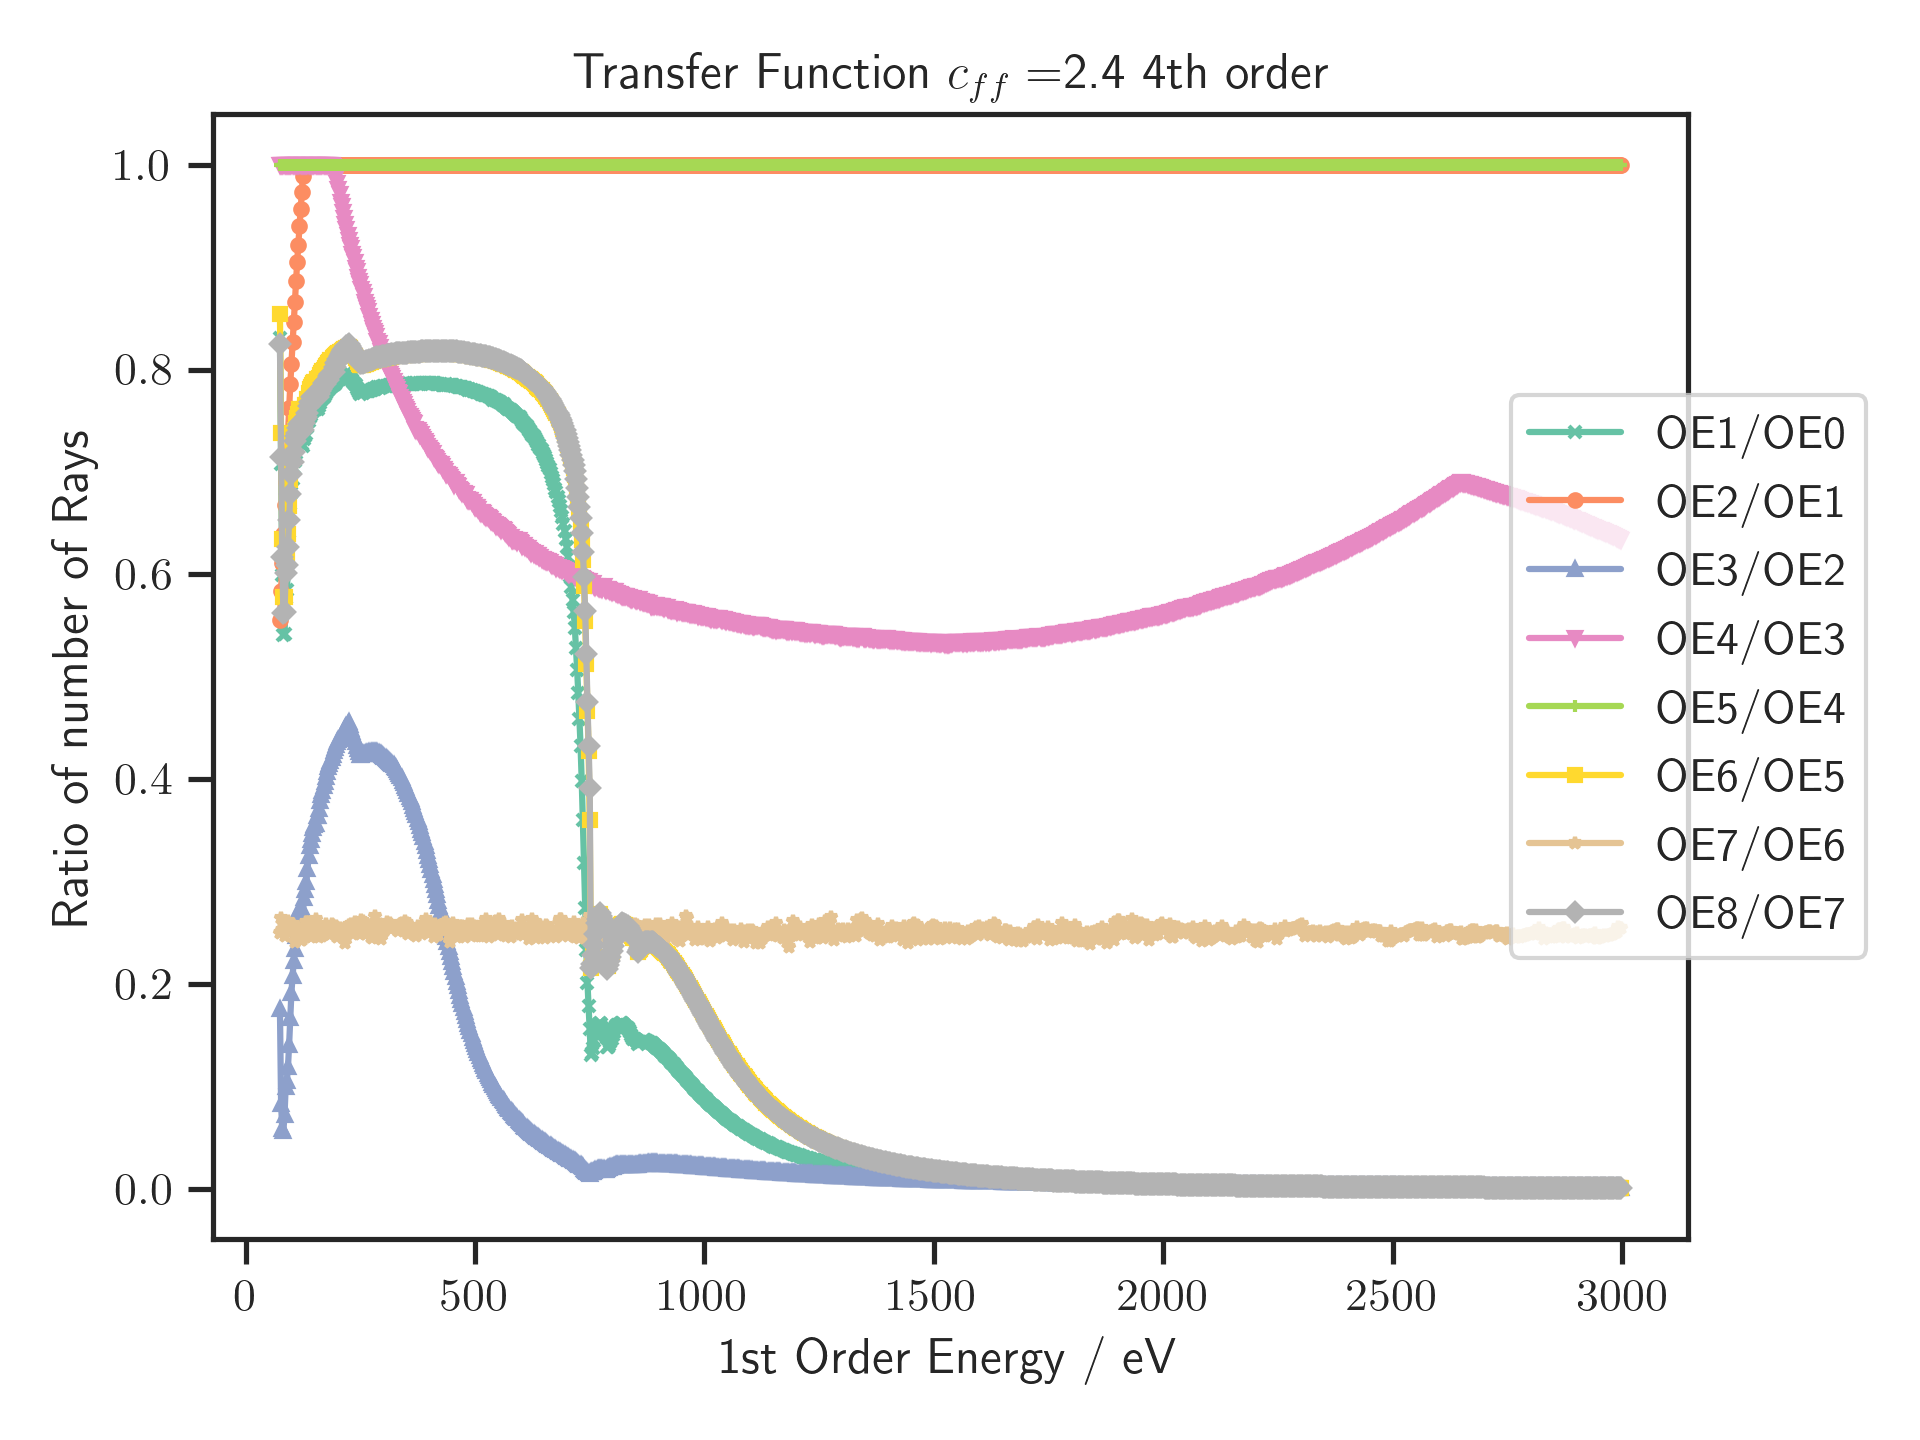 Transfer Function c_ff =2.4 4th order
Ratio of number of Rays
1.0
0.8
0.6
0.4
0.2
0.0
0 500 1000 1500 2000 2500 3000
1st Order Energy / eV
OE1/OE0
OE2/OE1
OE3/OE2
OE4/OE3
OE5/OE4
OE6/OE5
OE7/OE6
OE8/OE7